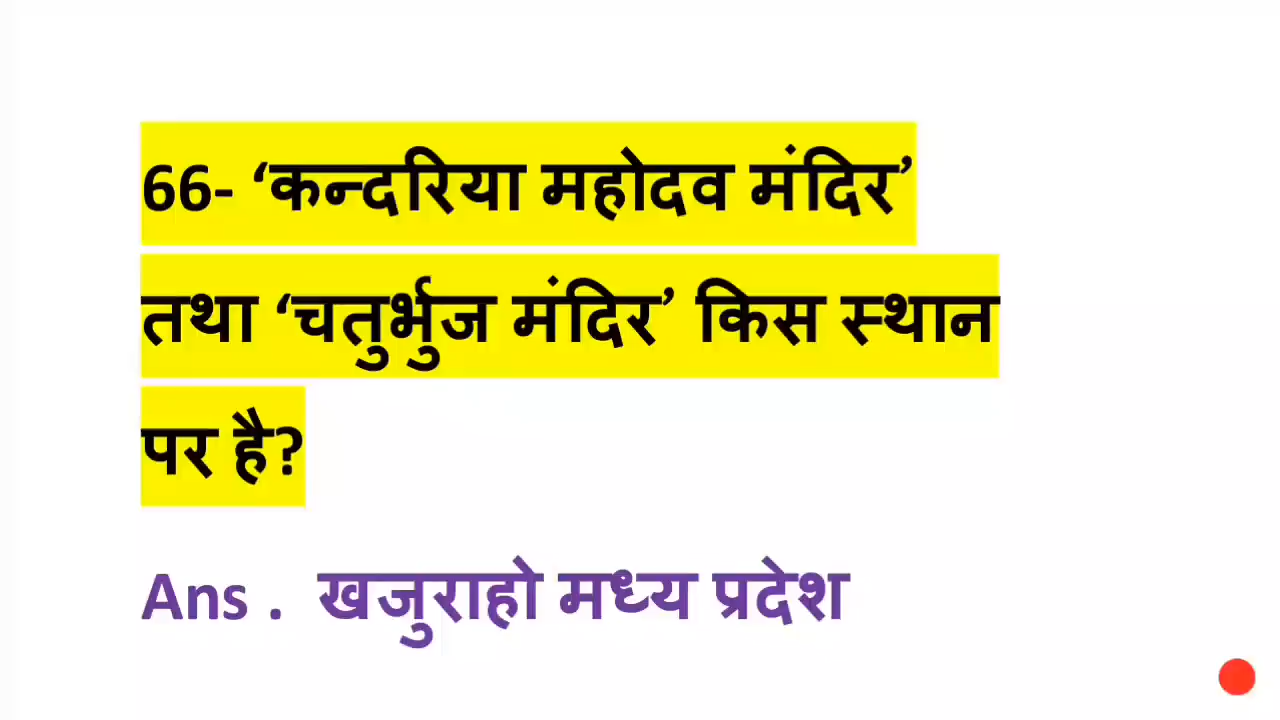 66- ‘कन्दरिया महोदव मंदिर’
तथा ‘चतुर्भुज मंदिर’ किस स्थान
पर है?
Ans . खजुराहो मध्य प्रदेश